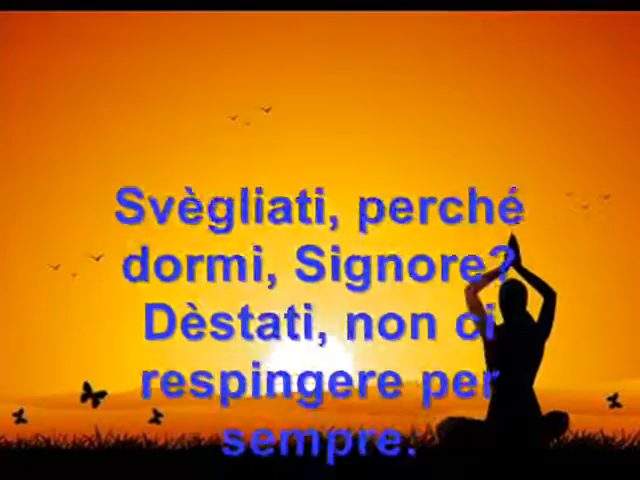 Svègliati, perché
dormi, Signore?
Dèstati, non ci
respingere per
sempre.